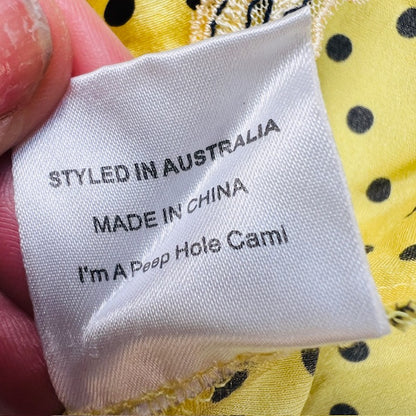 STYLED IN AUSTRALIA
MADE IN CHINA
I'm A Peep Hole Cami